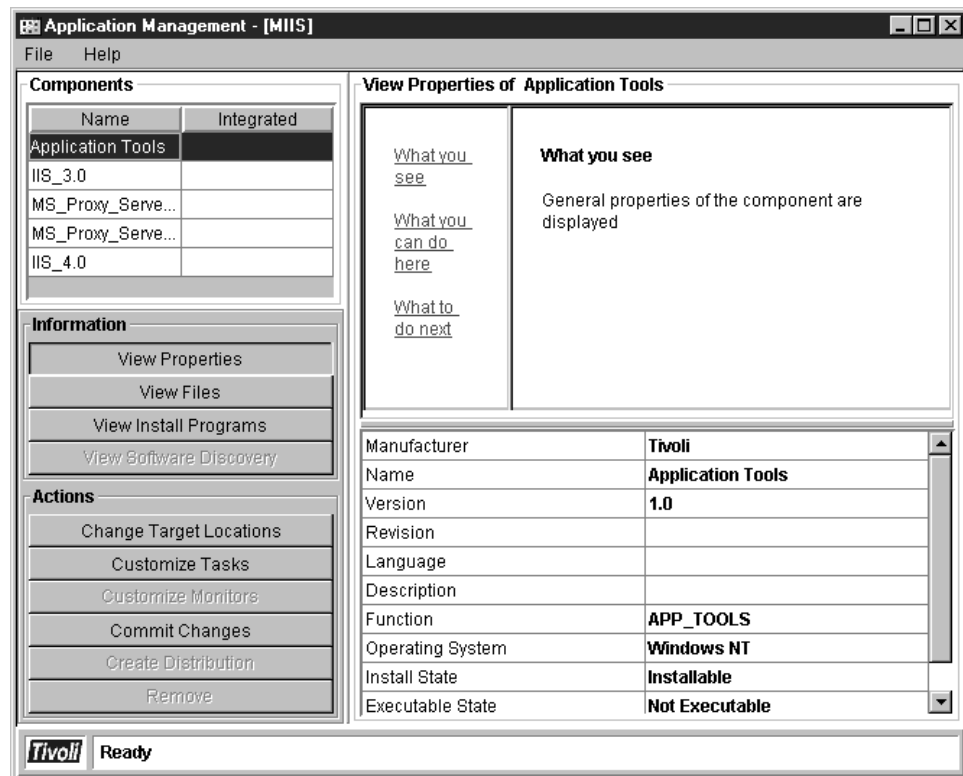 Application Management - [MIIS]
File Help
Components
Name Integrated
Application Tools
IIS_3.0
MS_Proxy_Serve...
MS_Proxy_Serve...
IIS_4.0
Information
View Properties
View Files
View Install Programs
View Software Discovery
Actions
Change Target Locations
Customize Tasks
Customize Monitors
Commit Changes
Create Distribution
Remove
View Properties of Application Tools
What you
see
What you
can do
here
What to
do next
What you see
General properties of the component are
displayed
Manufacturer Tivoli
Name Application Tools
Version 1.0
Revision
Language
Description
Function APP_TOOLS
Operating System Windows NT
Install State Installable
Executable State Not Executable
Tivoli Ready